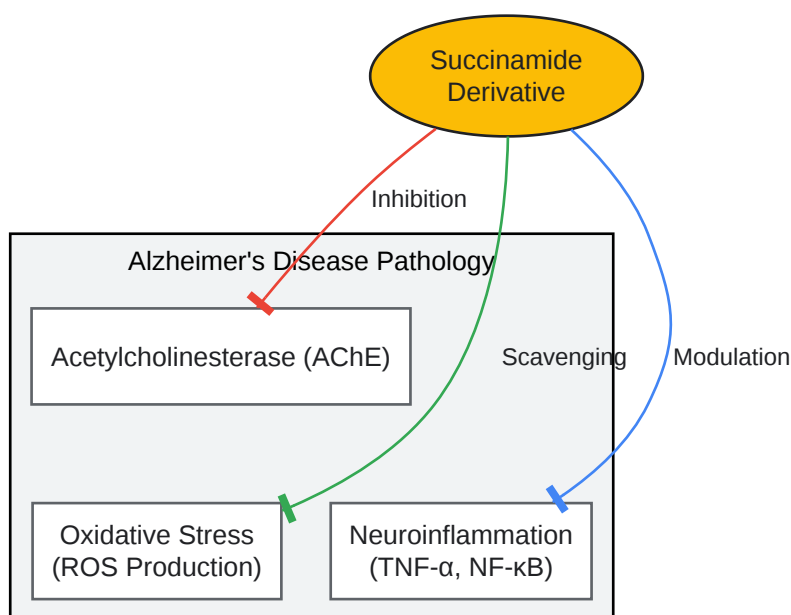 Succinamide
Derivative
Inhibition
Alzheimer's Disease Pathology
Acetylcholinesterase (AChE)
Scavenging
Modulation
Oxidative Stress
(ROS Production)
Neuroinflammation
(TNF-α, NF-κB)